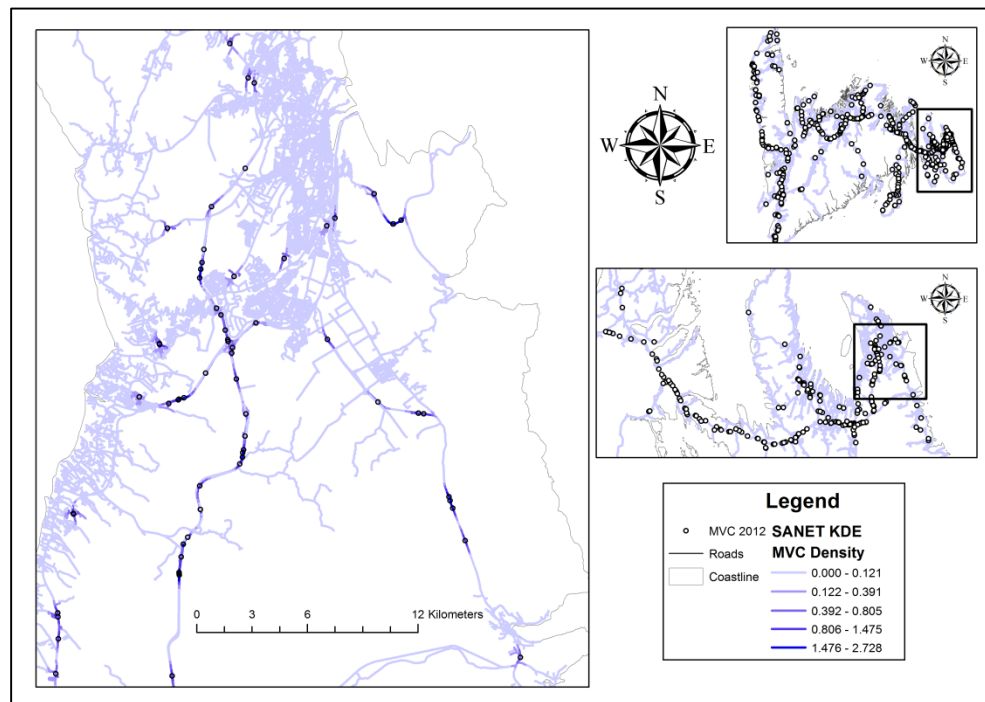 N
W E
S
N
W E
S
N
W E
S
0 3 6 12 Kilometers
Legend
MVC 2012 SANET KDE
Roads MVC Density
Coastline 0.000 - 0.121
0.122 - 0.391
0.392 - 0.805
0.806 - 1.475
1.476 - 2.728